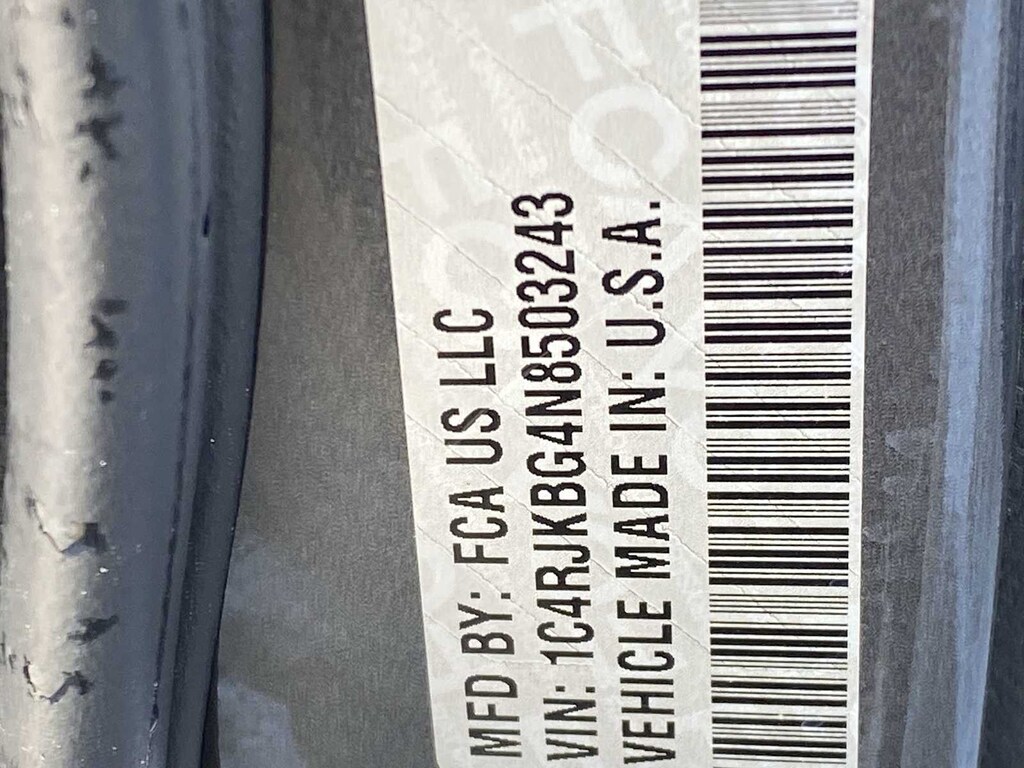 MFD BY: FCA US LLC
VIN: 1C4RJKBG4N8503243
VEHICLE MADE IN: U.S.A.